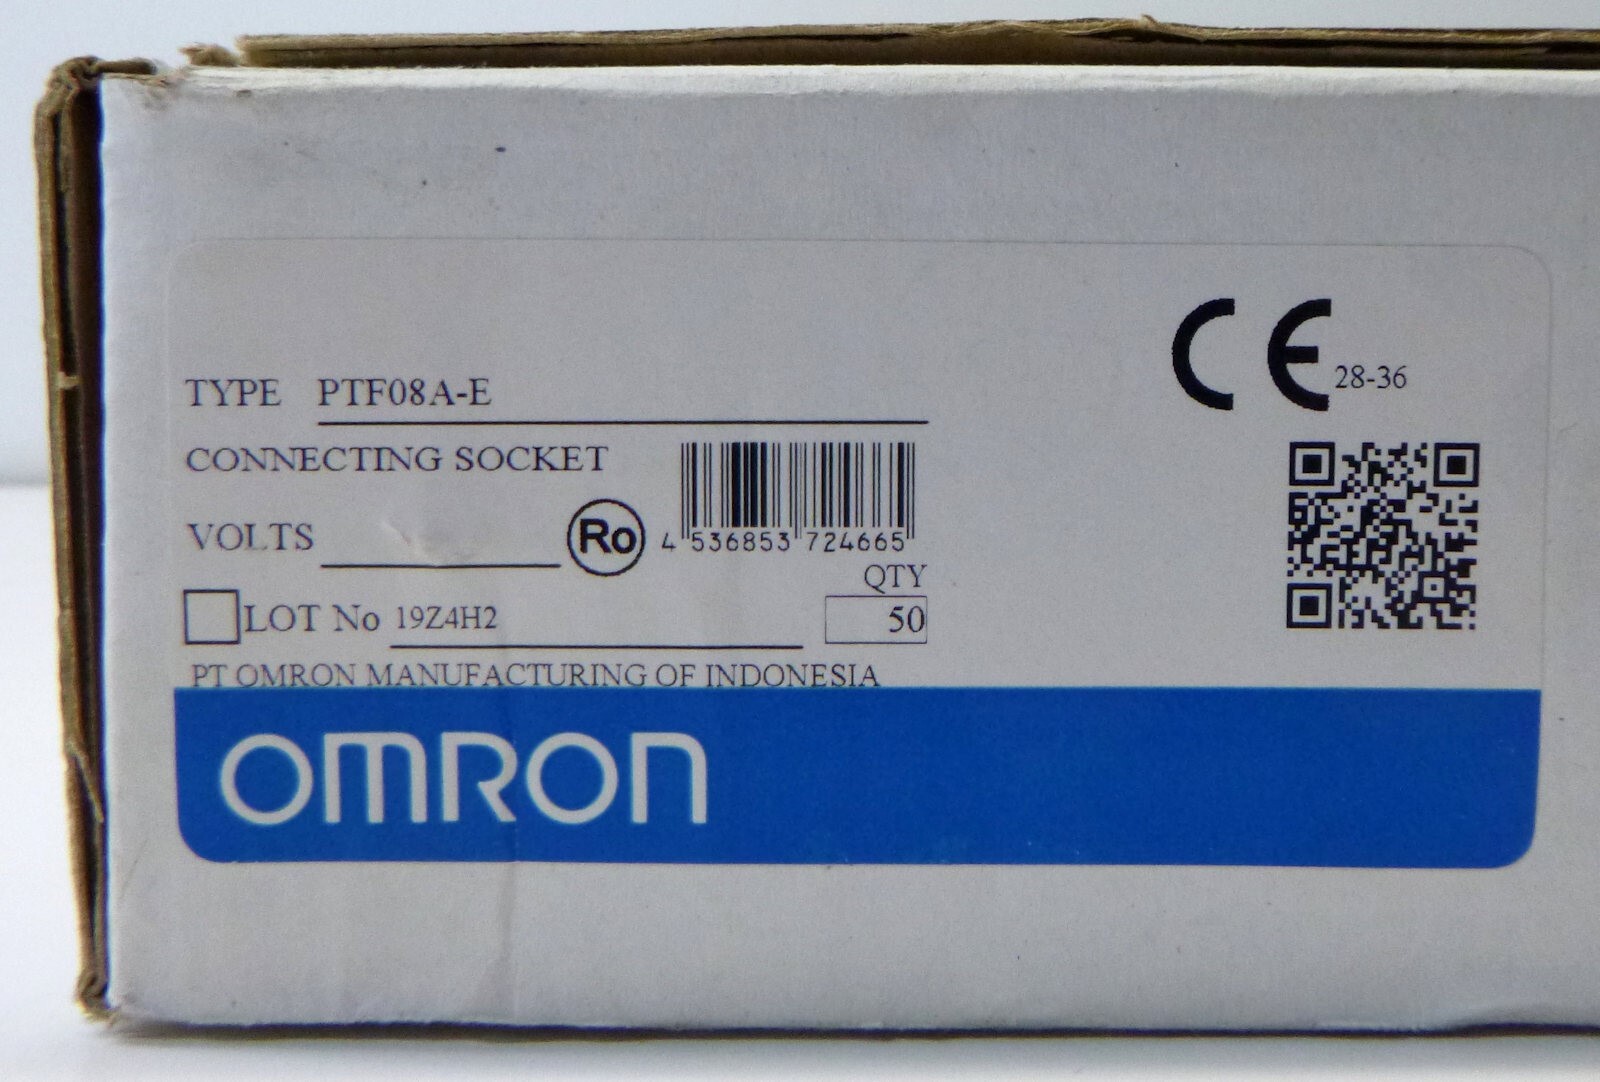 TYPE PTF08A-E
CE 28-36
CONNECTING SOCKET
VOLTS
Ro
4 536853 724665
QTY
LOT No 19Z4H2
50
PT OMRON MANUFACTURING OF INDONESIA
OMRON